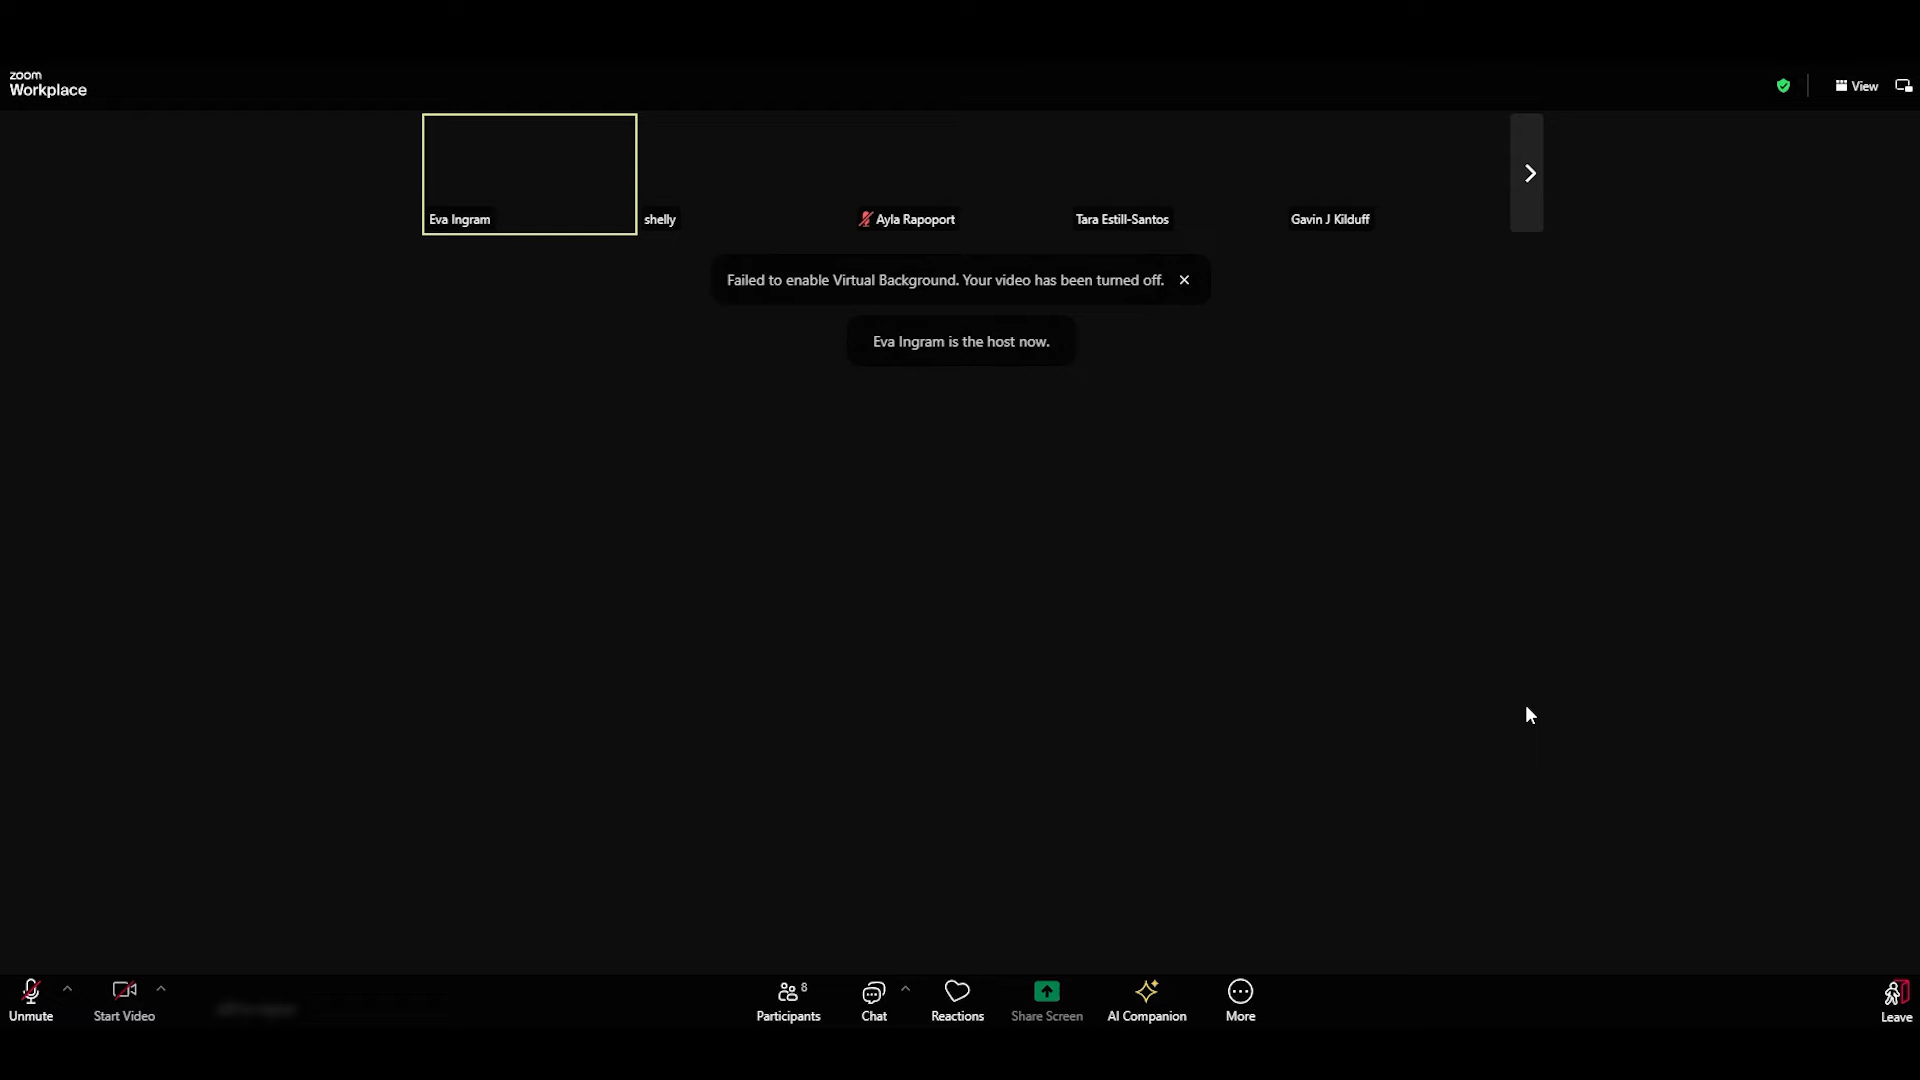 zoom
Workplace
View
Eva Ingram
shelly
Ayla Rapoport
Tara Estill-Santos
Gavin J Kilduff
Failed to enable Virtual Background. Your video has been turned off.
Eva Ingram is the host now.
Unmute
Start Video
Participants
8
Chat
Reactions
Share Screen
AI Companion
More
Leave